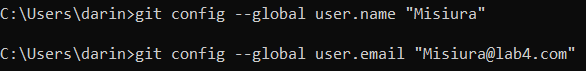 C:\Users\darin>git config --global user.name "Misiura"
C:\Users\darin>git config --global user.email "Misiura@lab4.com"